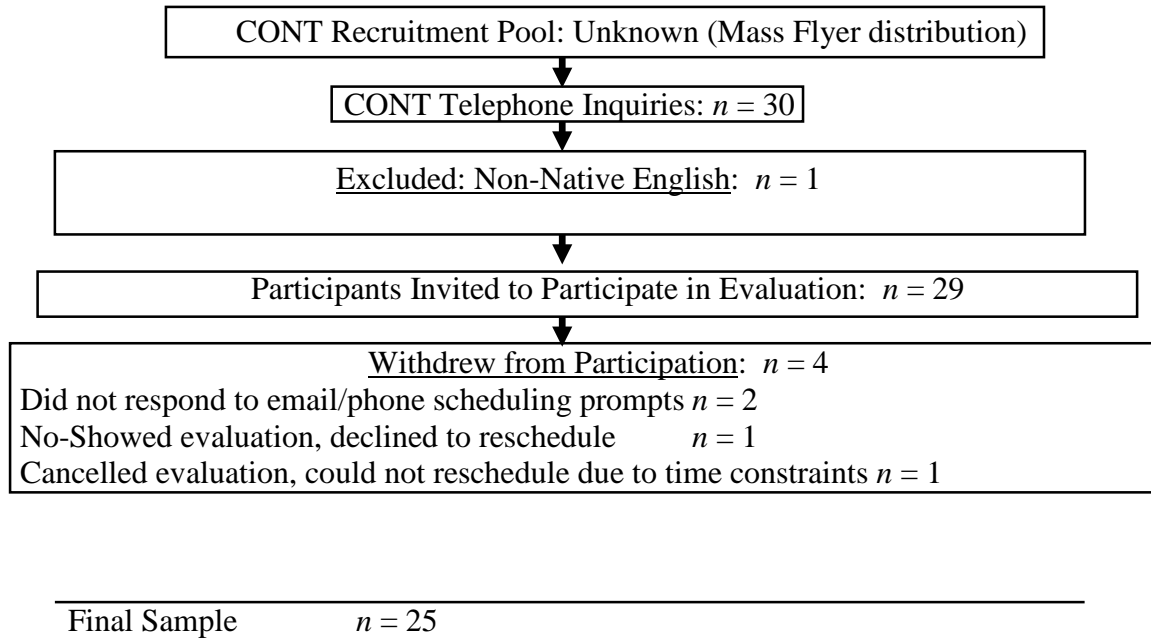 CONT Recruitment Pool: Unknown (Mass Flyer distribution)
CONT Telephone Inquiries: n = 30
Excluded: Non-Native English: n = 1
Participants Invited to Participate in Evaluation: n = 29
Withdrew from Participation: n = 4
Did not respond to email/phone scheduling prompts n = 2
No-Showed evaluation, declined to reschedule n = 1
Cancelled evaluation, could not reschedule due to time constraints n = 1
Final Sample n = 25